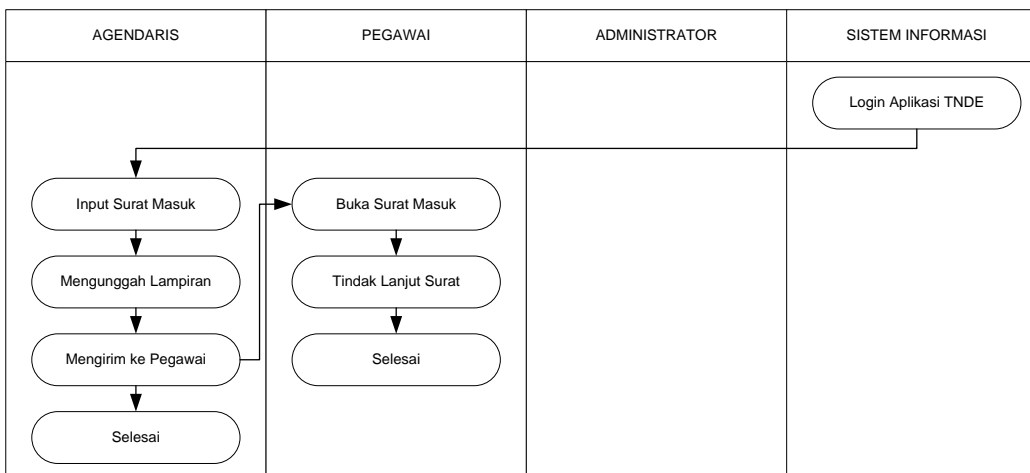 AGENDARIS
PEGAWAI
ADMINISTRATOR
SISTEM INFORMASI
Login Aplikasi TNDE
Input Surat Masuk
Buka Surat Masuk
Mengunggah Lampiran
Tindak Lanjut Surat
Mengirim ke Pegawai
Selesai
Selesai